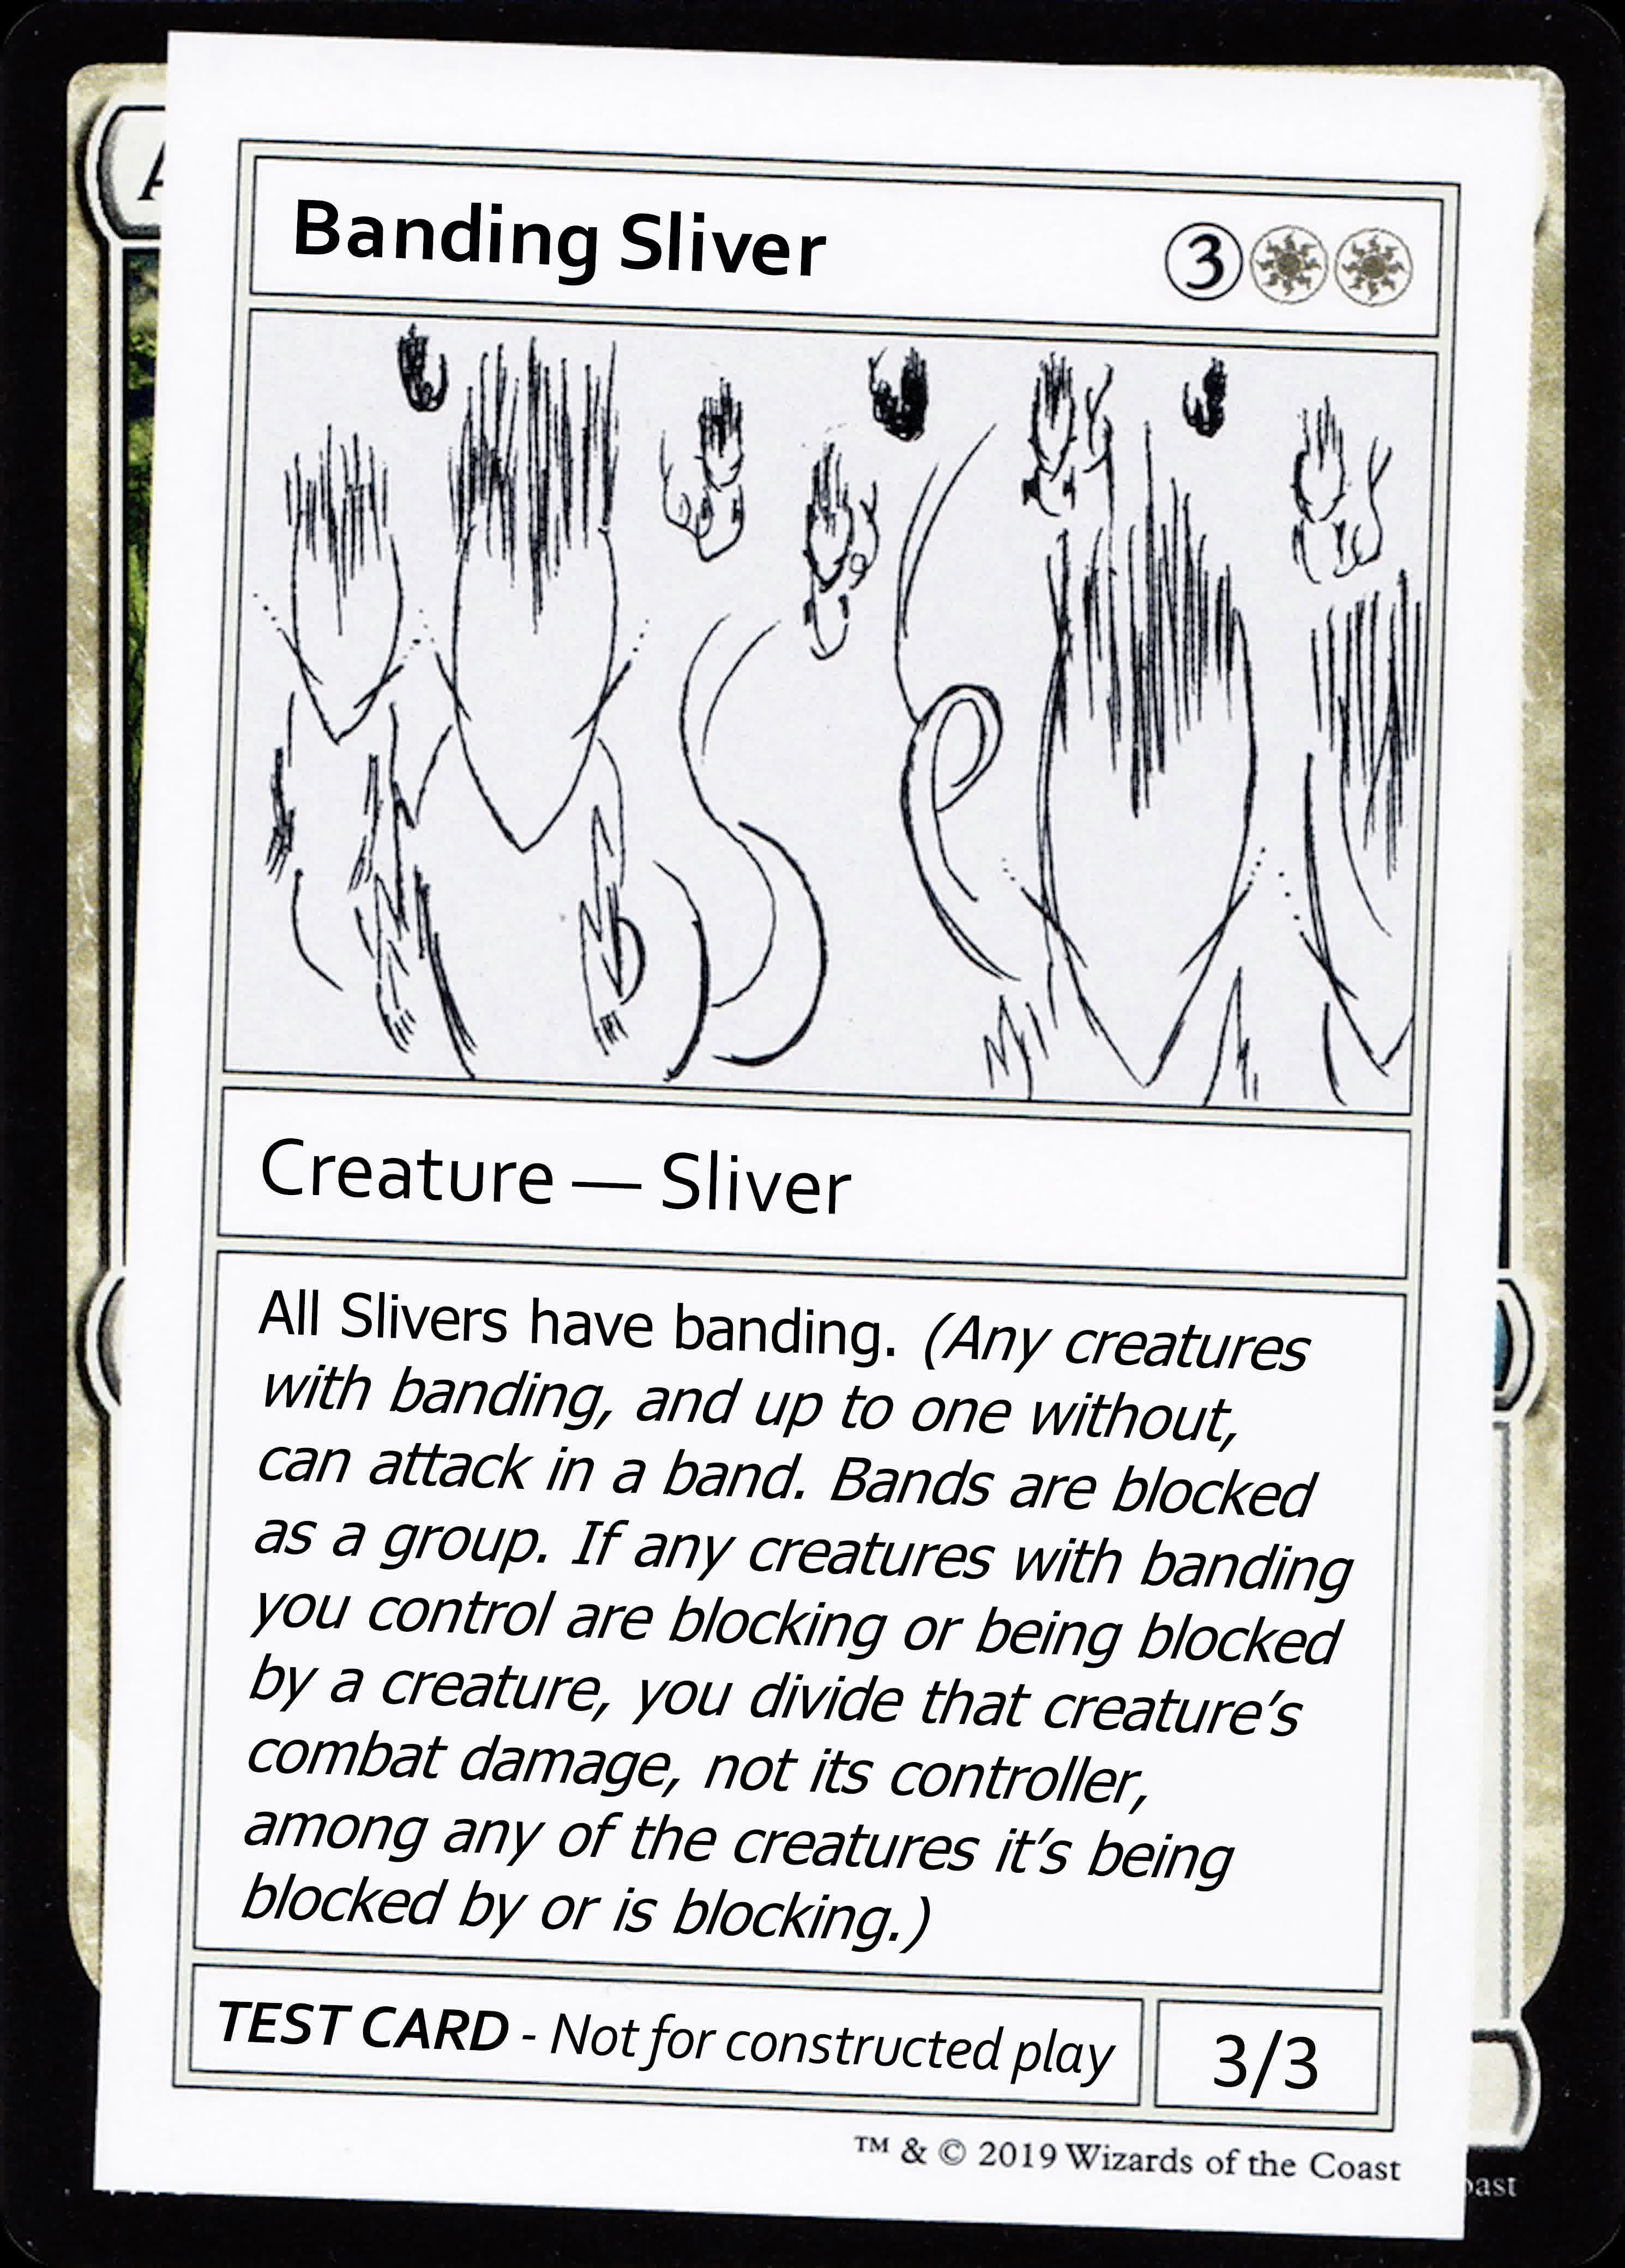 Banding Sliver 3
Creature — Sliver
All Slivers have banding. (Any creatures
with banding, and up to one without,
can attack in a band. Bands are blocked
as a group. If any creatures with banding
you control are blocking or being blocked
by a creature, you divide that creature's
combat damage, not its controller,
among any of the creatures it's being
blocked by or is blocking.)
TEST CARD - Not for constructed play
3/3
™ & © 2019 Wizards of the Coast